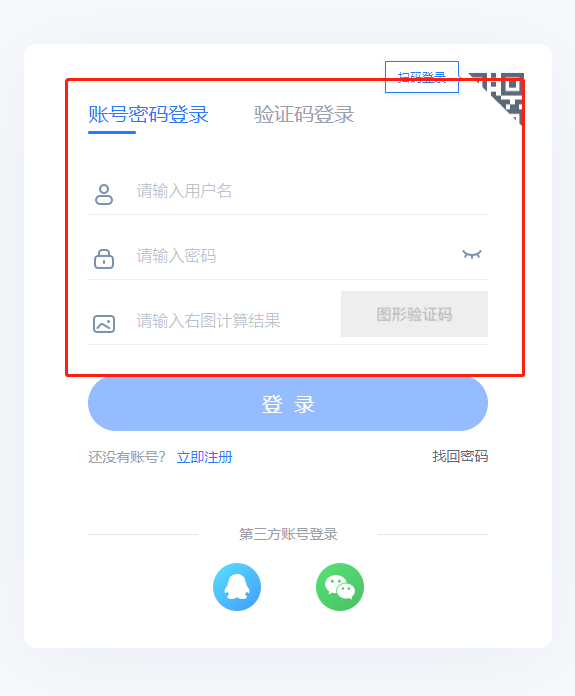 扫码登录
账号密码登录 验证码登录
请输入用户名
请输入密码
请输入右图计算结果 图形验证码
登 录
还没有账号？ 立即注册 找回密码
第三方账号登录